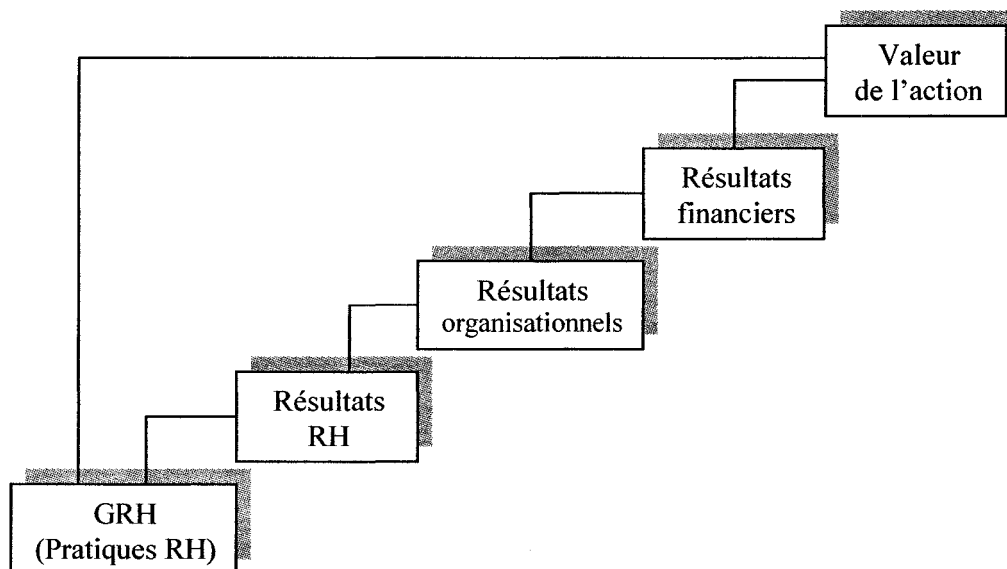 Valeur
de l'action
Résultats
financiers
Résultats
organisationnels
Résultats
RH
GRH
(Pratiques RH)